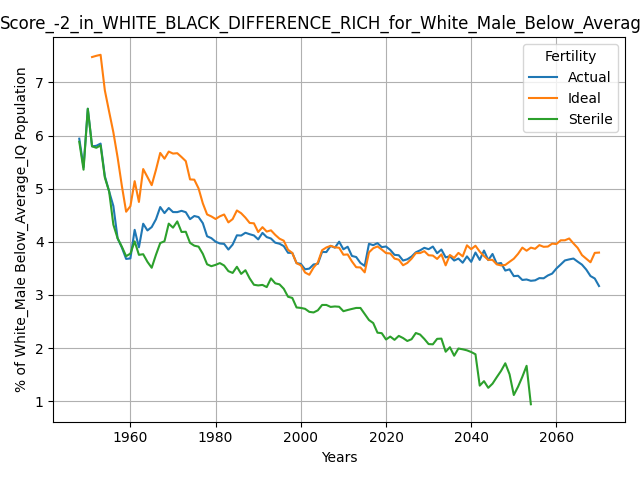 Score_-2_in_WHITE_BLACK_DIFFERENCE_RICH_for_White_Male_Below_Averag
Fertility
Actual
Ideal
Sterile
% of White_Male Below_Average_IQ Population
7
6
5
4
3
2
1
1960 1980 2000 2020 2040 2060
Years